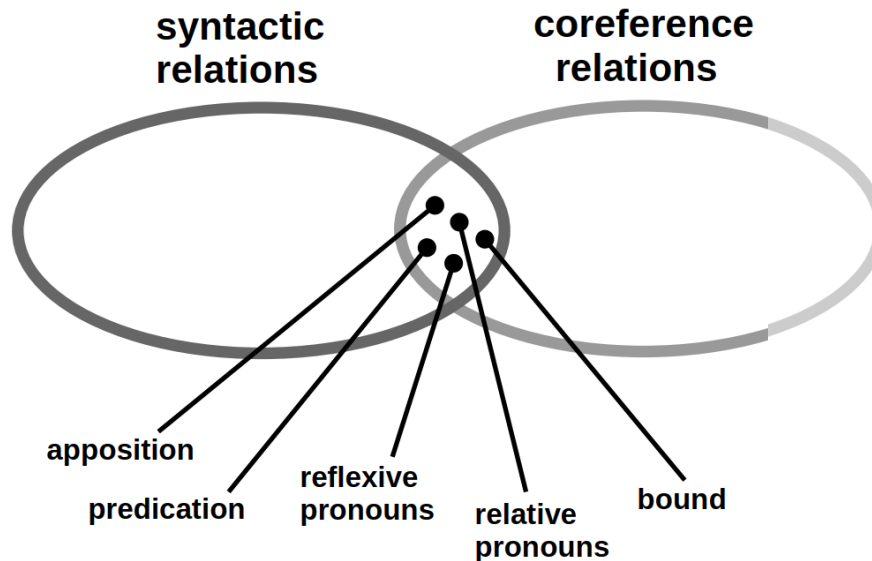 syntactic
relations
coreference
relations
apposition
predication
reflexive
pronouns
relative
pronouns
bound